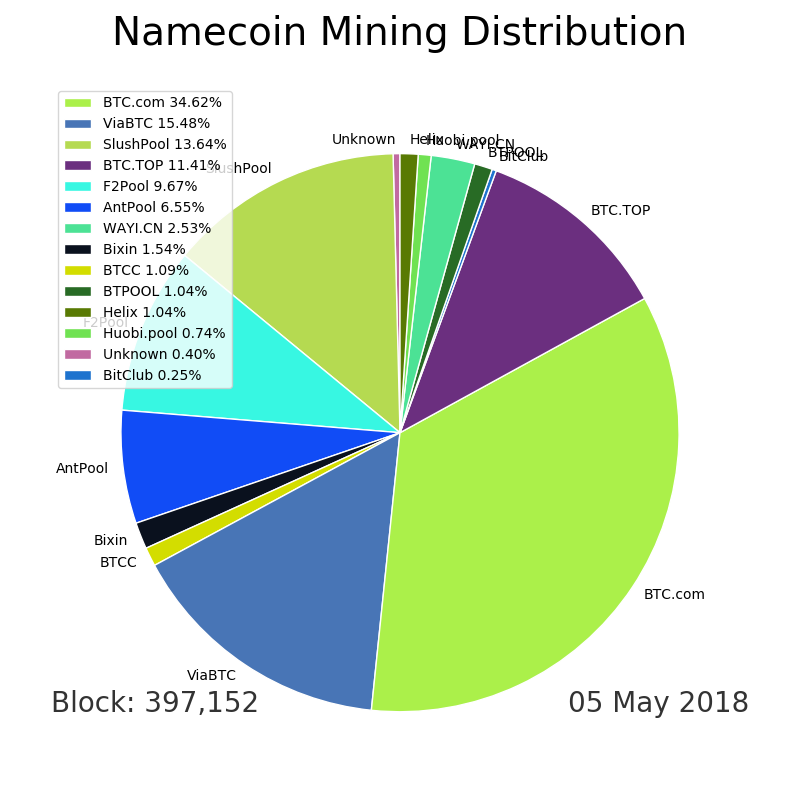 Namecoin Mining Distribution
BTC.com 34.62%
ViaBTC 15.48%
SlushPool 13.64%
BTC.TOP 11.41%
F2Pool 9.67%
AntPool 6.55%
WAYI.CN 2.53%
Bixin 1.54%
BTCC 1.09%
BTPOOL 1.04%
Helix 1.04%
Huobi.pool 0.74%
Unknown 0.40%
BitClub 0.25%
Unknown
Helix
Huobi.pool
WAYI.CN
BTPOOL
BitClub
SlushPool
BTC.TOP
F2Pool
AntPool
Bixin
BTCC
BTC.com
ViaBTC
Block: 397,152
05 May 2018